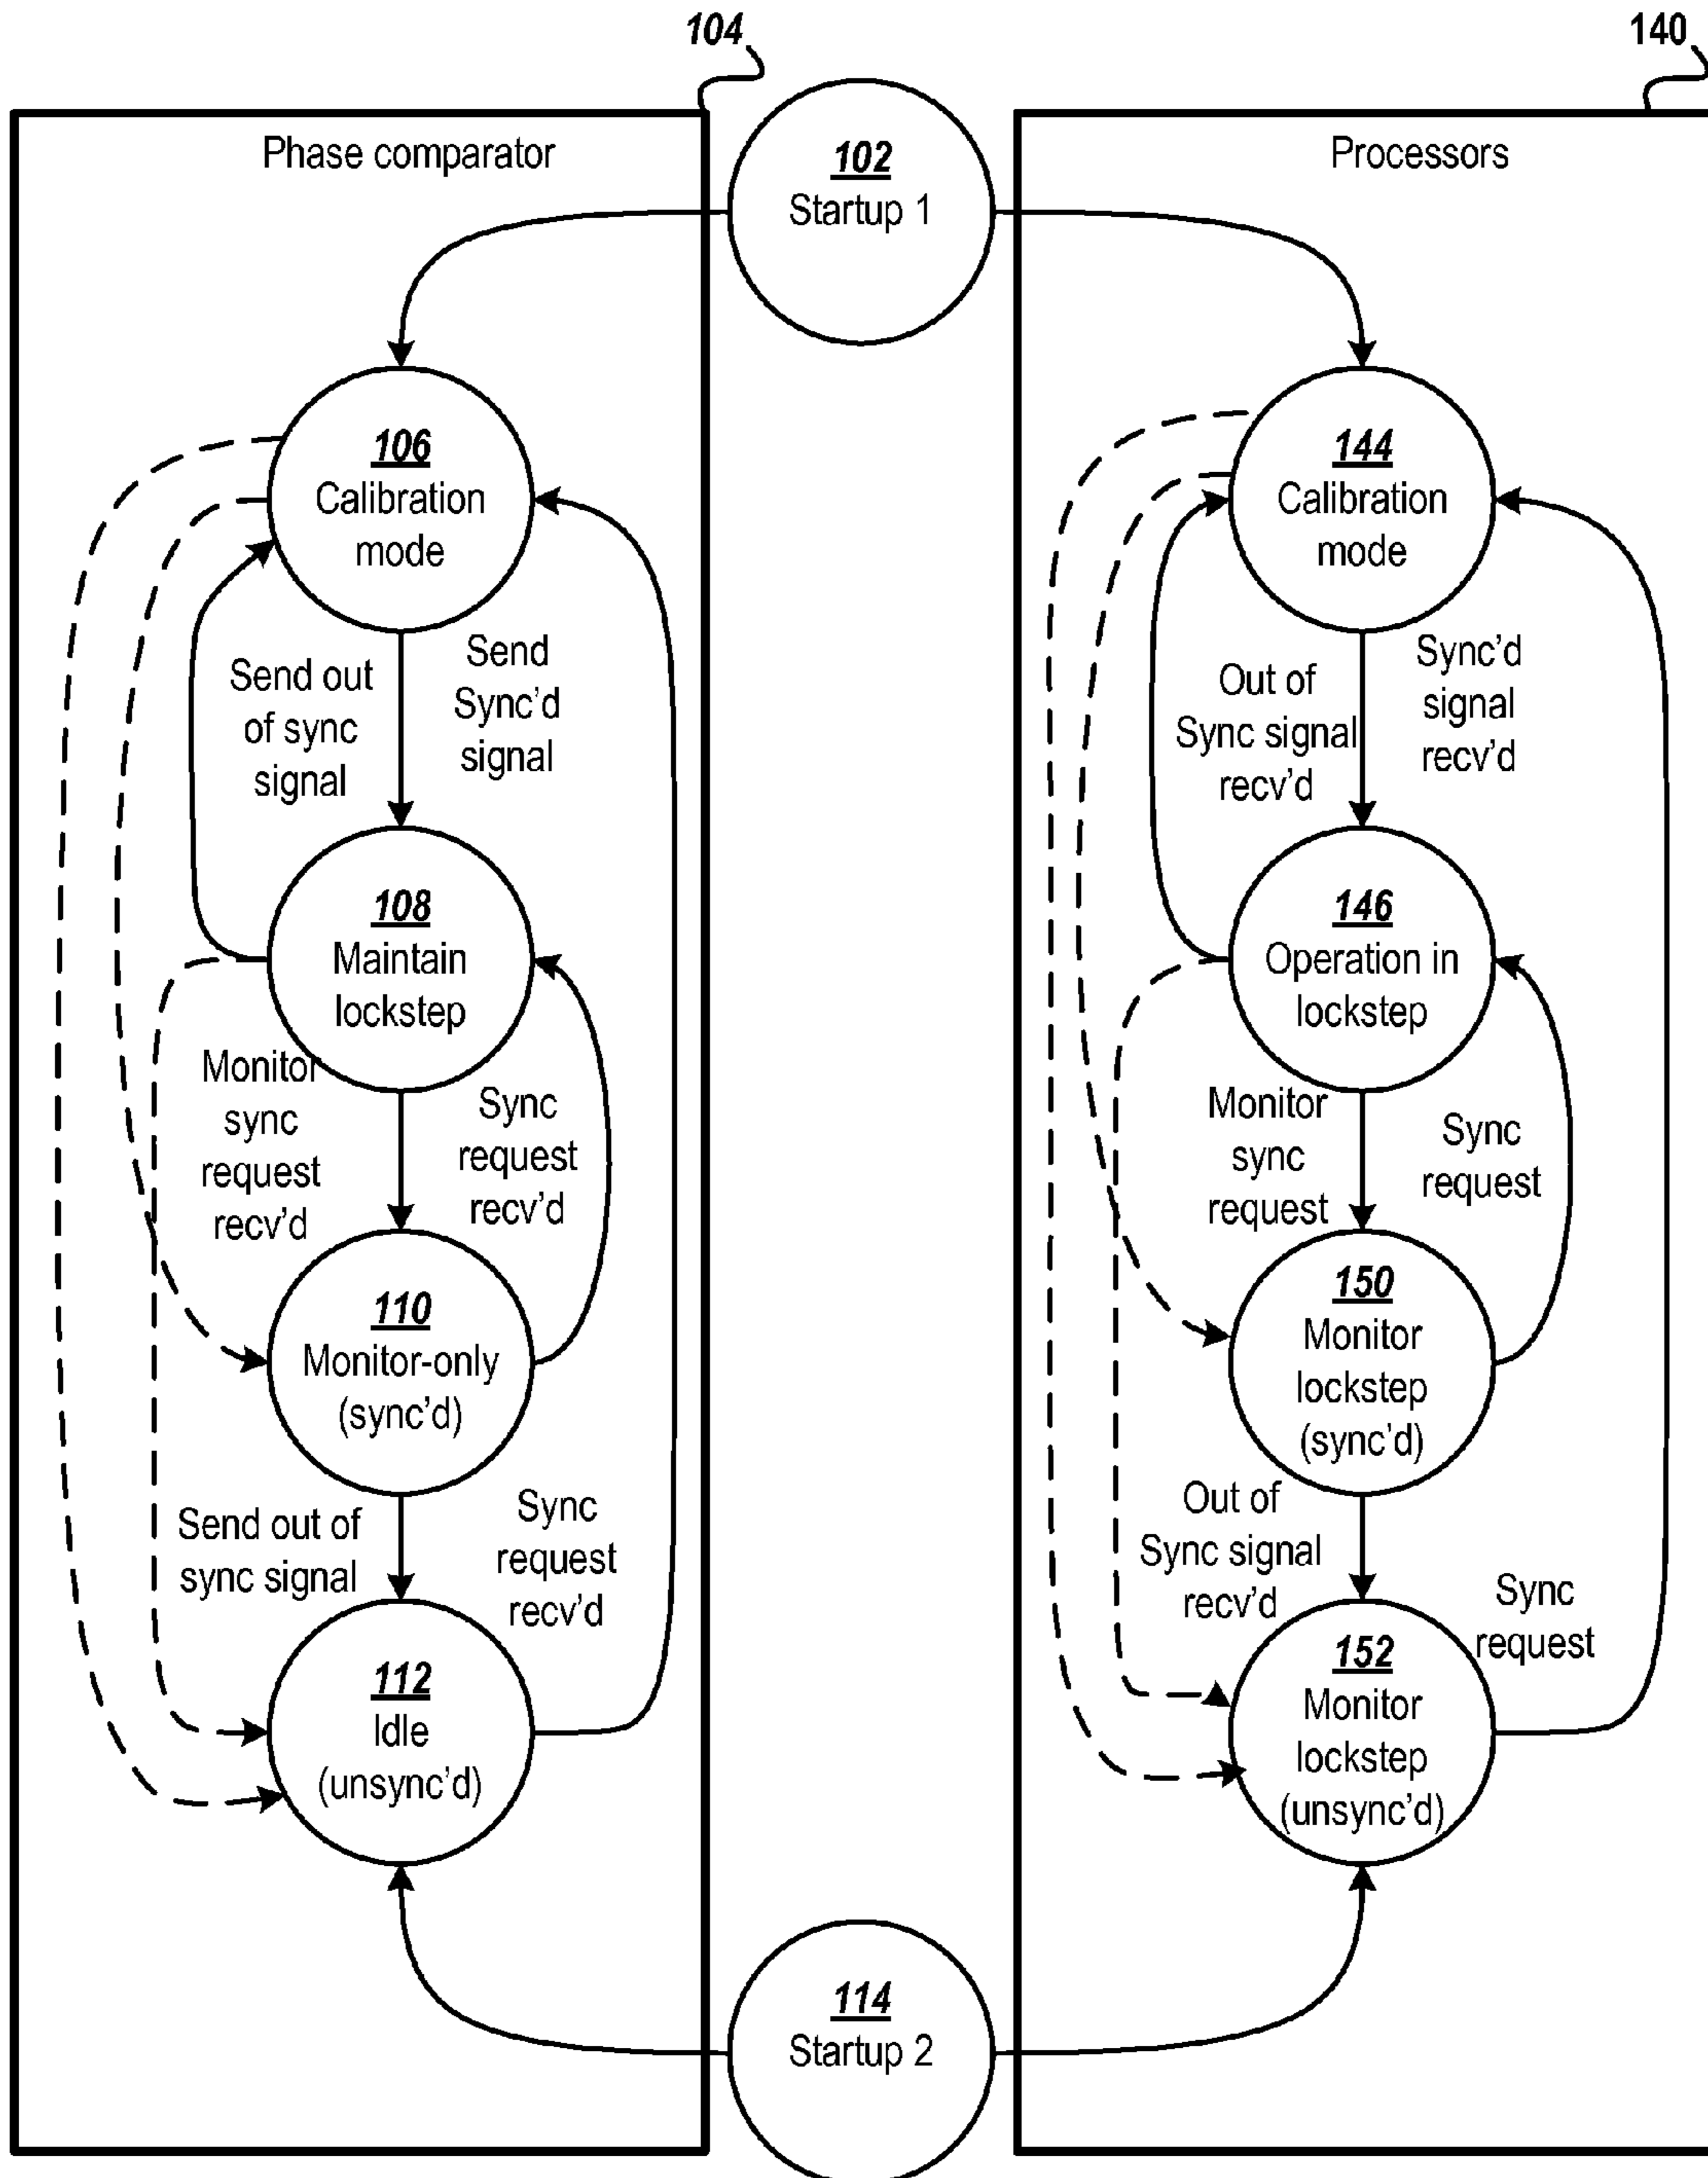 104
140
Phase comparator
Processors
102
Startup 1
106
Calibration
mode
144
Calibration
mode
Send out
of sync
signal
Send
Sync'd
signal
Out of
Sync signal
recv'd
Sync'd
signal
recv'd
108
Maintain
lockstep
146
Operation in
lockstep
Monitor
sync
request
recv'd
Sync
request
recv'd
Monitor
sync
request
Sync
request
110
Monitor-only
(sync'd)
150
Monitor
lockstep
(sync'd)
Send out of
sync signal
Sync
request
recv'd
Out of
Sync signal
recv'd
Sync
request
112
Idle
(unsync'd)
152
Monitor
lockstep
(unsync'd)
114
Startup 2